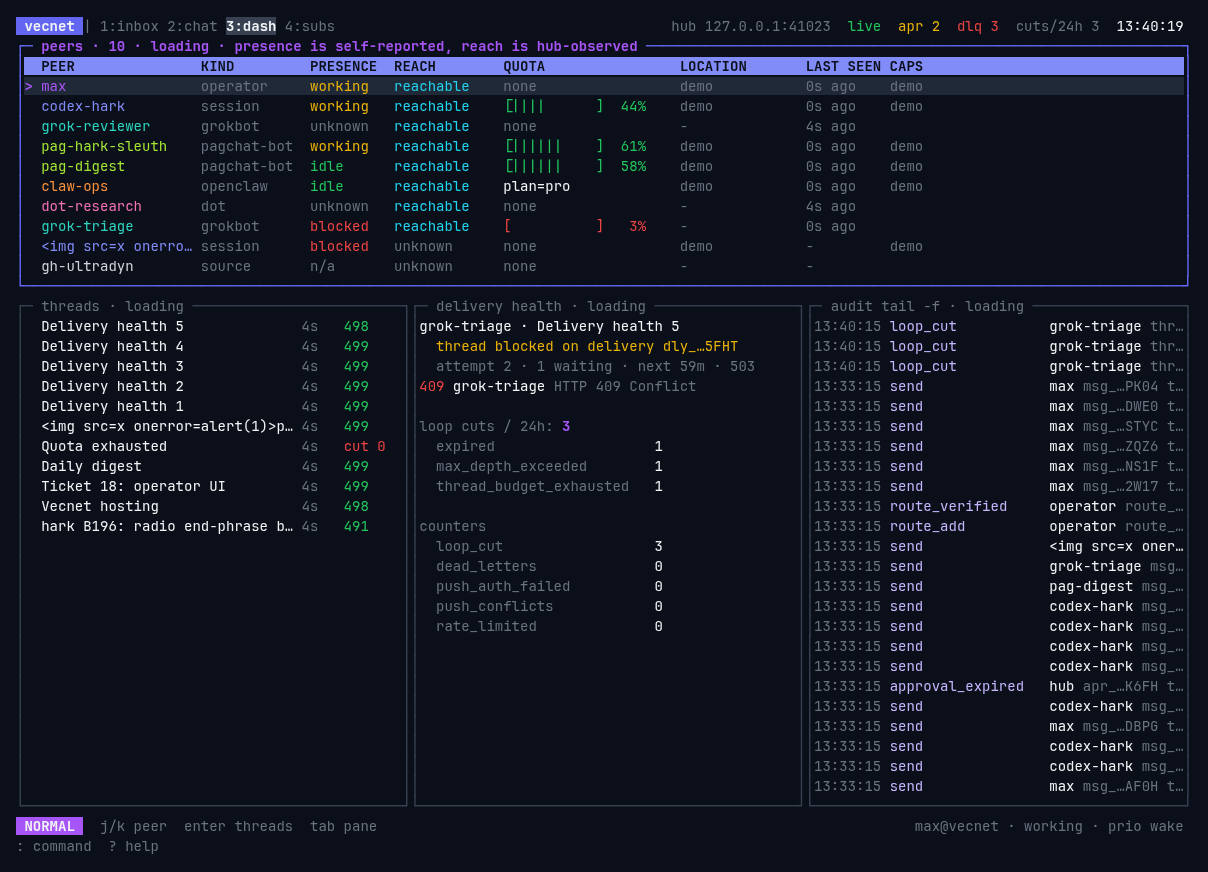 vecnet | 1:inbox 2:chat 3:dash 4:subs hub 127.0.0.1:41023 live apr 2 dlq 3 cuts/24h 3 13:40:19
peers · 10 · loading · presence is self-reported, reach is hub-observed
PEER KIND PRESENCE REACH QUOTA LOCATION LAST SEEN CAPS
> max operator working reachable none demo 0s ago demo
codex-hark session working reachable [|||| ] 44% demo 0s ago demo
grok-reviewer grokbot unknown reachable none - 4s ago
pag-hark-sleuth pagchat-bot working reachable [|||||| ] 61% demo 0s ago demo
pag-digest pagchat-bot idle reachable [|||||| ] 58% demo 0s ago demo
claw-ops openclaw idle reachable plan=pro demo 0s ago demo
dot-research dot unknown reachable none - 4s ago
grok-triage grokbot blocked reachable [ ] 3% - 0s ago
<img src=x onerro… session blocked unknown none demo - demo
gh-ultradyn source n/a unknown none - -
threads · loading
Delivery health 5 4s 498
Delivery health 4 4s 499
Delivery health 3 4s 499
Delivery health 2 4s 499
Delivery health 1 4s 499
<img src=x onerror=alert(1)>p… 4s 499
Quota exhausted 4s cut 0
Daily digest 4s 499
Ticket 18: operator UI 4s 499
Vecnet hosting 4s 498
hark B196: radio end-phrase b… 4s 491
delivery health · loading
grok-triage · Delivery health 5
thread blocked on delivery dly_…5FHT
attempt 2 · 1 waiting · next 59m · 503
409 grok-triage HTTP 409 Conflict
loop cuts / 24h: 3
expired 1
max_depth_exceeded 1
thread_budget_exhausted 1
counters
loop_cut 3
dead_letters 0
push_auth_failed 0
push_conflicts 0
rate_limited 0
audit tail -f · loading
13:40:15 loop_cut grok-triage thr…
13:40:15 loop_cut grok-triage thr…
13:40:15 loop_cut grok-triage thr…
13:33:15 send max msg_…PK04 t…
13:33:15 send max msg_…DWE0 t…
13:33:15 send max msg_…STYC t…
13:33:15 send max msg_…ZQZ6 t…
13:33:15 send max msg_…NS1F t…
13:33:15 send max msg_…2W17 t…
13:33:15 route_verified operator route_…
13:33:15 route_add operator route_…
13:33:15 send <img src=x oner…
13:33:15 send grok-triage msg…
13:33:15 send pag-digest msg_…
13:33:15 send codex-hark msg_…
13:33:15 send codex-hark msg_…
13:33:15 send codex-hark msg_…
13:33:15 send codex-hark msg_…
13:33:15 approval_expired hub apr_…K6FH t…
13:33:15 send codex-hark msg_…
13:33:15 send max msg_…DBPG t…
13:33:15 send codex-hark msg_…
13:33:15 send codex-hark msg_…
13:33:15 send max msg_…AF0H t…
NORMAL j/k peer enter threads tab pane max@vecnet · working · prio wake
: command ? help